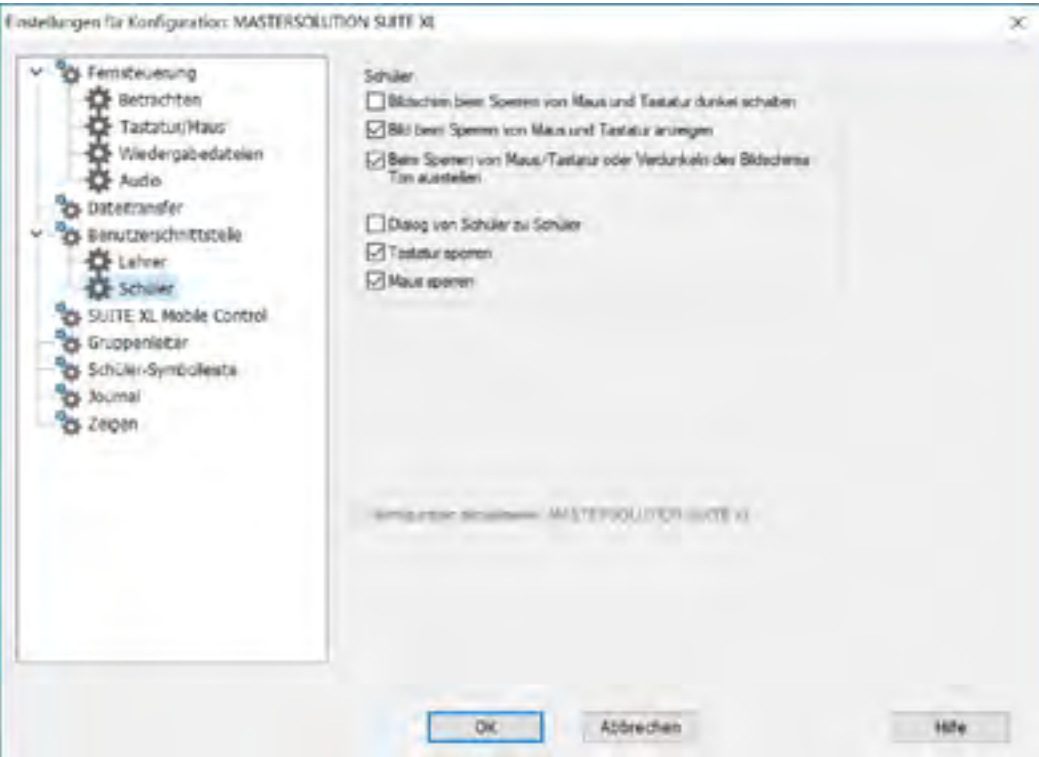 Einstellungen für Konfiguration: MASTERSOLUTION SUITE XL
Fernsteuerung
Betrachten
Tastatur/Maus
Wiedergabedateien
Audio
Dateitransfer
Benutzerschnittstelle
Lehrer
Schüler
SUITE XL Mobile Control
Gruppenleiter
Schüler-Symbolleiste
Journal
Zeigen
Schüler
Bildschirm beim Sperren von Maus und Tastatur dunkel schalten
Bild beim Sperren von Maus und Tastatur anzeigen
Beim Sperren von Maus/Tastatur oder Verdunkeln des Bildschirms
Ton ausstellen
Dialog von Schüler zu Schüler
Tastatur sperren
Maus sperren
MASTERSOLUTION SUITE XL
OK
Abbrechen
Hilfe